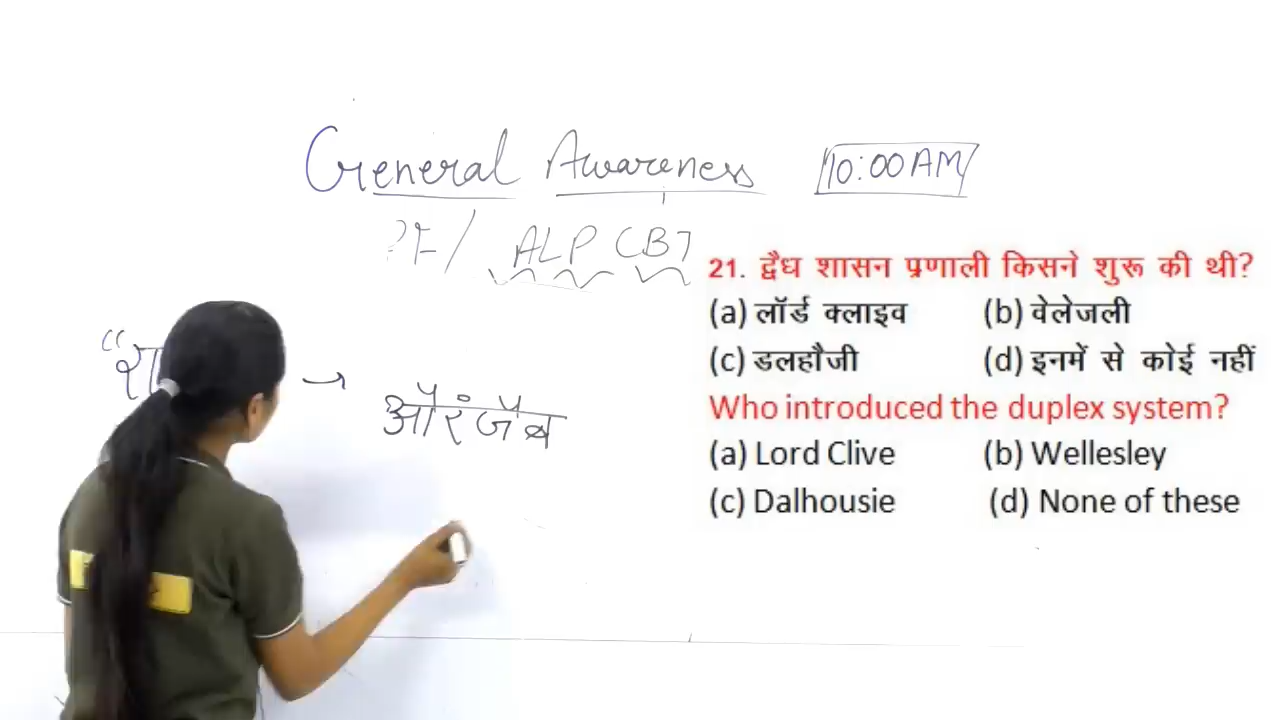 General Awareness 10:00AM
ALP CBT
21. द्वैध शासन प्रणाली किसने शुरू की थी?
(a) लॉर्ड क्लाइव (b) वेलेजली
(c) डलहौजी (d) इनमें से कोई नहीं
Who introduced the duplex system?
(a) Lord Clive (b) Wellesley
(c) Dalhousie (d) None of these
औरंजैब